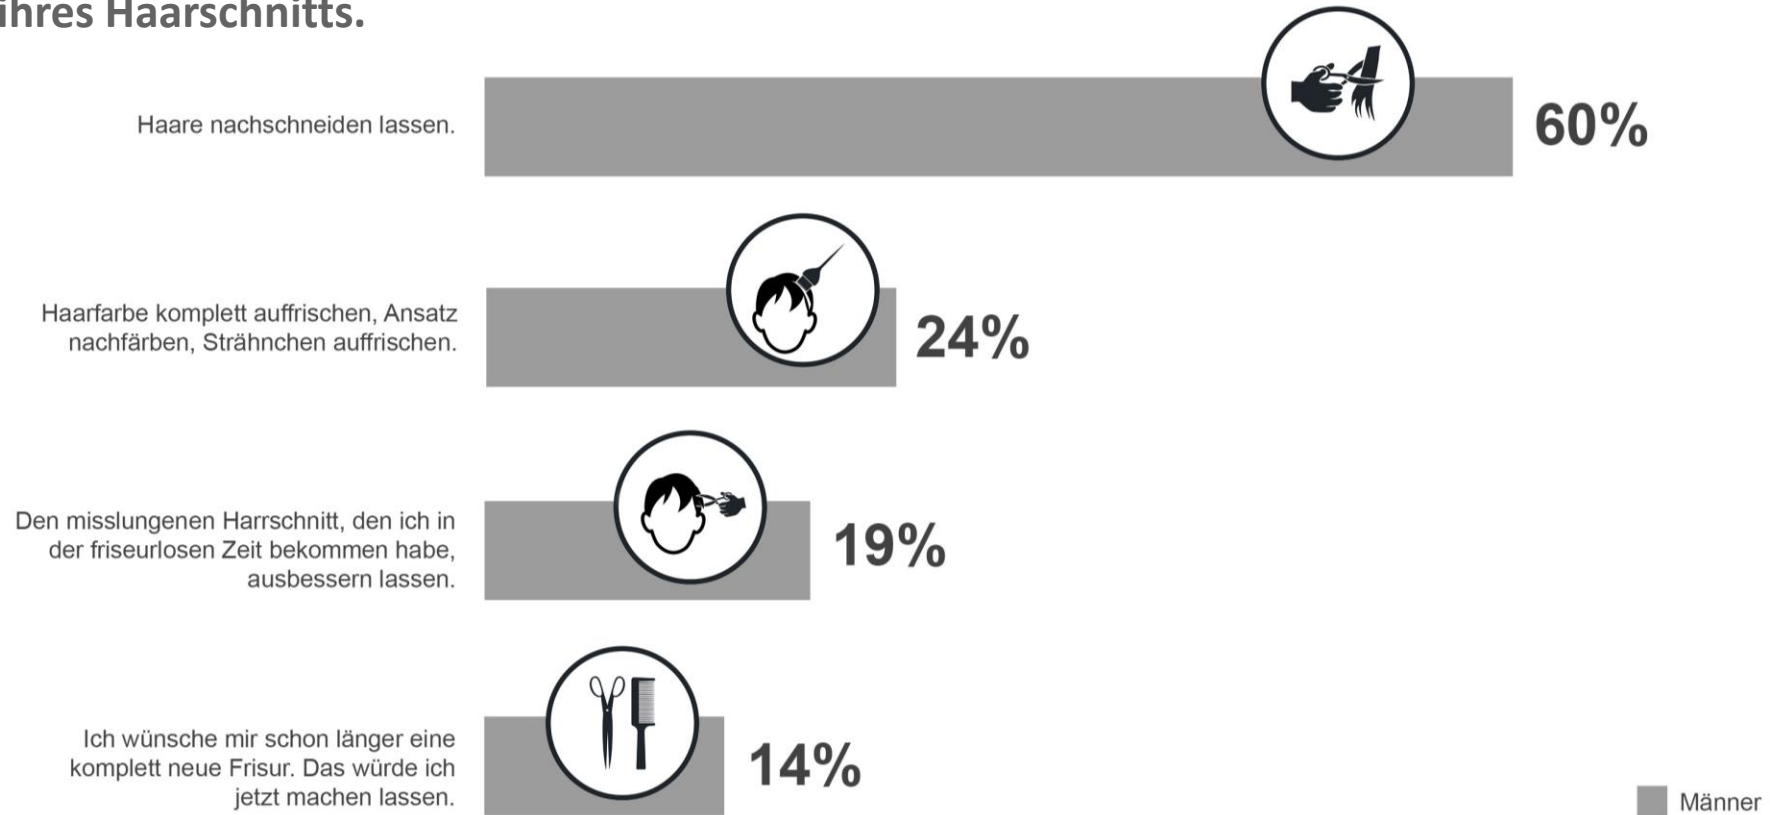 ihres Haarschnitts.
Haare nachschneiden lassen.
60%
Haarfarbe komplett auffrischen, Ansatz
nachfärben, Strähnchen auffrischen.
24%
Den misslungenen Harrschnitt, den ich in
der friseurlosen Zeit bekommen habe,
ausbessern lassen.
19%
Ich wünsche mir schon länger eine
komplett neue Frisur. Das würde ich
jetzt machen lassen.
14%
Männer